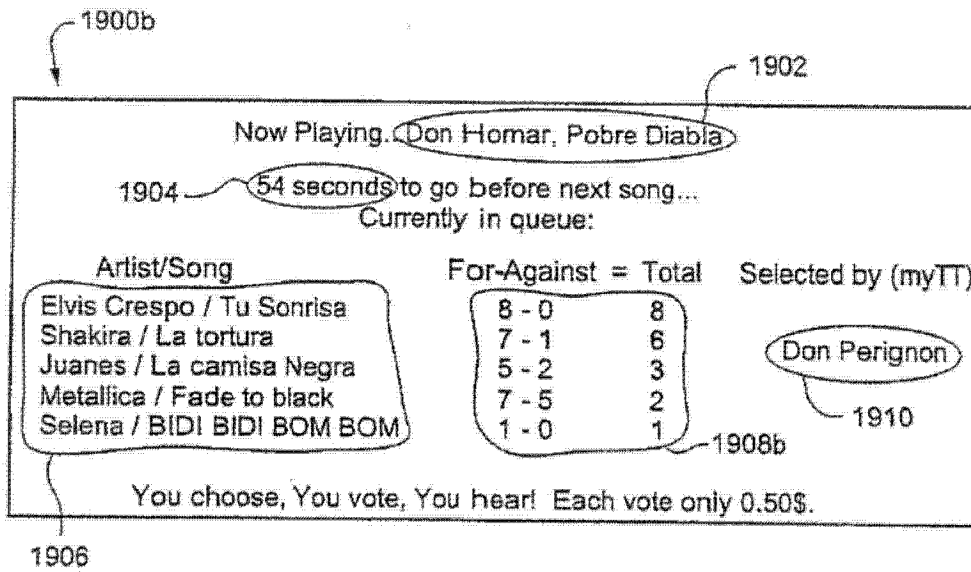 1900b
1902
Now Playing...Don Homar, Pobre Diabla
1904 54 seconds to go before next song...
Currently in queue:
Artist/Song For-Against = Total Selected by (myTT)
Elvis Crespo / Tu Sonrisa 8 - 0 8
Shakira / La tortura 7 - 1 6
Juanes / La camisa Negra 5 - 2 3 Don Perignon
Metallica / Fade to black 7 - 5 2
Selena / BIDI BIDI BOM BOM 1 - 0 1
1910
1908b
You choose, You vote, You hear! Each vote only 0.50$.
1906